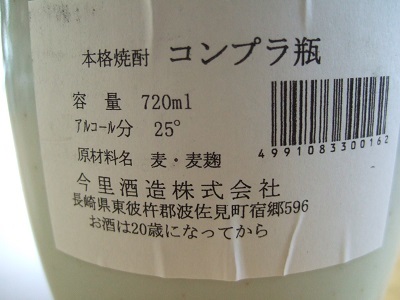 本格焼酎 コンプラ瓶
容量 720ml
アルコール分 25°
原材料名 麦・麦麹
4991083300162
今里酒造株式会社
長崎県東彼杵郡波佐見町宿郷596
お酒は20歳になってから